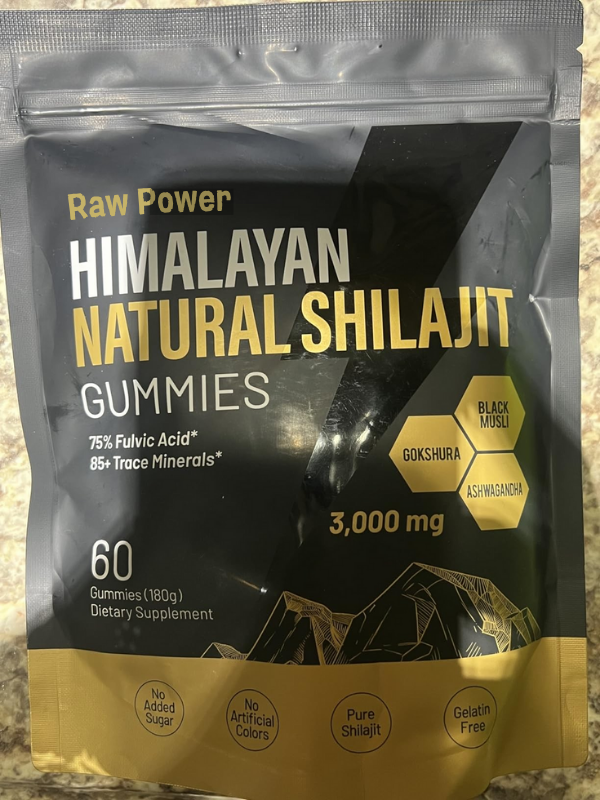 Raw Power
HIMALAYAN
NATURAL SHILAJIT
GUMMIES
75% Fulvic Acid*
85+ Trace Minerals*
BLACK
MUSLI
GOKSHURA
ASHWAGANDHA
3,000 mg
60
Gummies (180g)
Dietary Supplement
No
Added
Sugar
No
Artificial
Colors
Pure
Shilajit
Gelatin
Free